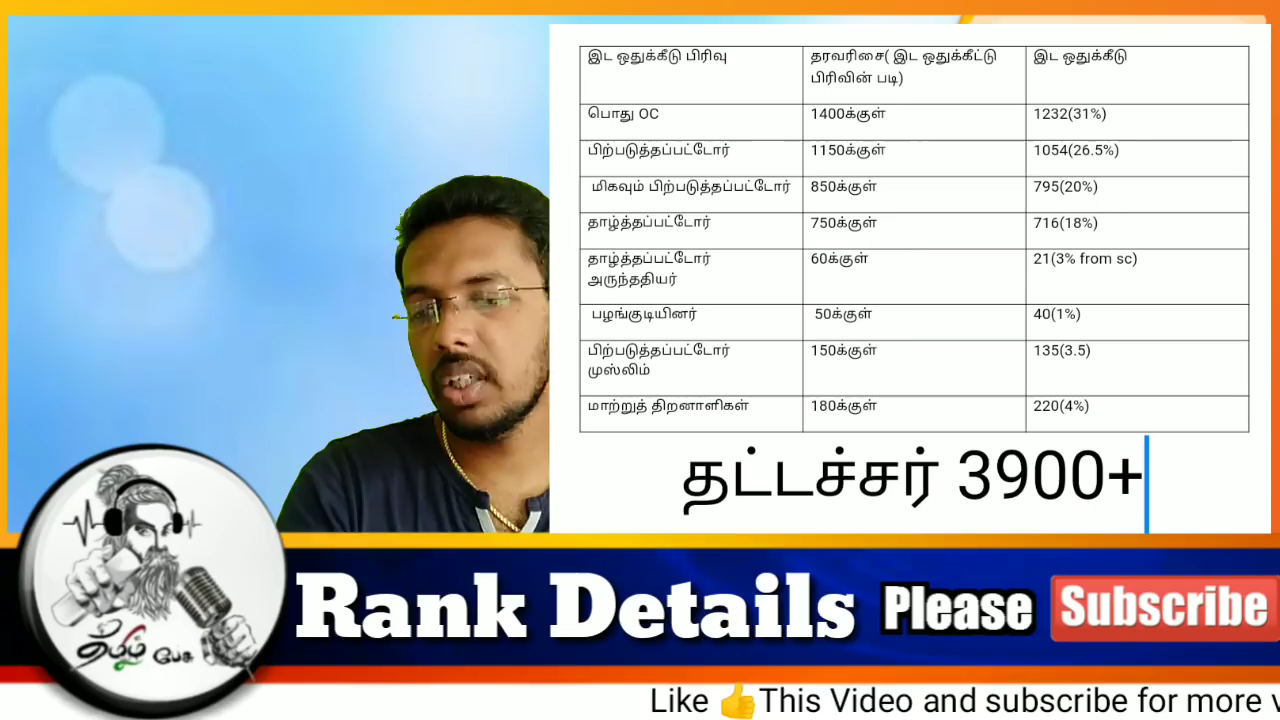 இட ஒதுக்கீடு பிரிவு	தரவரிசை( இட ஒதுக்கீட்டு	இட ஒதுக்கீடு
பிரிவின் படி)
பொது OC	1400க்குள்	1232(31%)
பிற்படுத்தப்பட்டோர்	1150க்குள்	1054(26.5%)
மிகவும் பிற்படுத்தப்பட்டோர்	850க்குள்	795(20%)
தாழ்த்தப்பட்டோர்	750க்குள்	716(18%)
தாழ்த்தப்பட்டோர்	60க்குள்	21(3% from sc)
அருந்ததியர்
பழங்குடியினர்	50க்குள்	40(1%)
பிற்படுத்தப்பட்டோர்	150க்குள்	135(3.5)
முஸ்லிம்
மாற்றுத் திறனாளிகள்	180க்குள்	220(4%)
தட்டச்சர் 3900+
தமிழ் பேசு
Rank Details Please Subscribe
Like 👍This Video and subscribe for more v